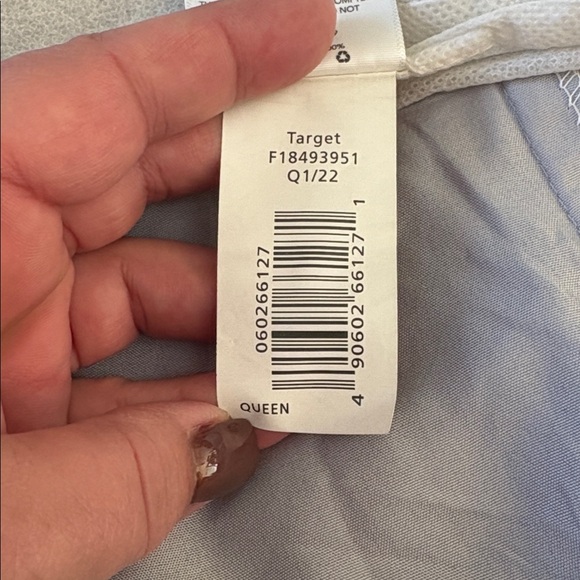 NOT
Target
F18493951
Q1/22
060266127
4 90602 66127 1
QUEEN